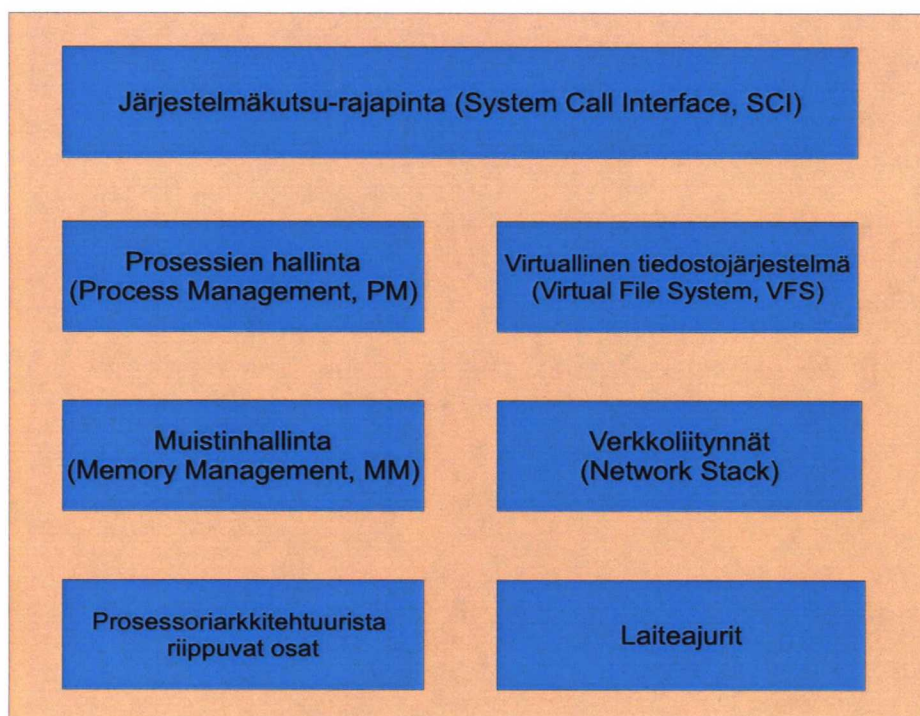 Järjestelmäkutsu-rajapinta (System Call Interface, SCI)
Prosessien hallinta
(Process Management, PM)
Virtuallinen tiedostojärjestelmä
(Virtual File System, VFS)
Muistinhallinta
(Memory Management, MM)
Verkkoliitynnät
(Network Stack)
Prosessoriarkkitehtuurista
riippuvat osat
Laiteajurit